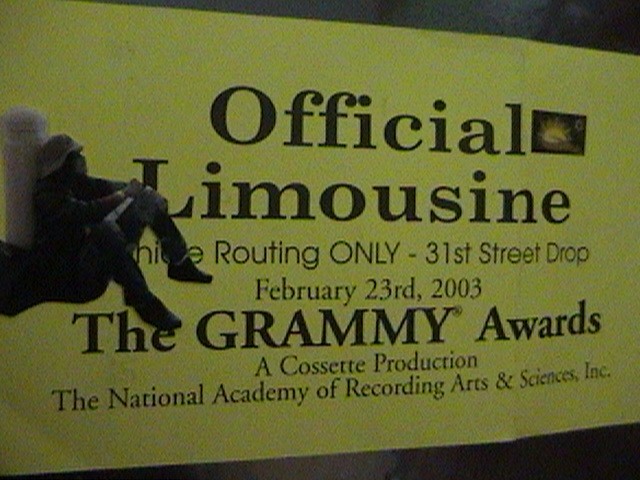 Official
Limousine
Routing ONLY - 31st Street Drop
February 23rd, 2003
The GRAMMY® Awards
A Cossette Production
The National Academy of Recording Arts & Sciences, Inc.